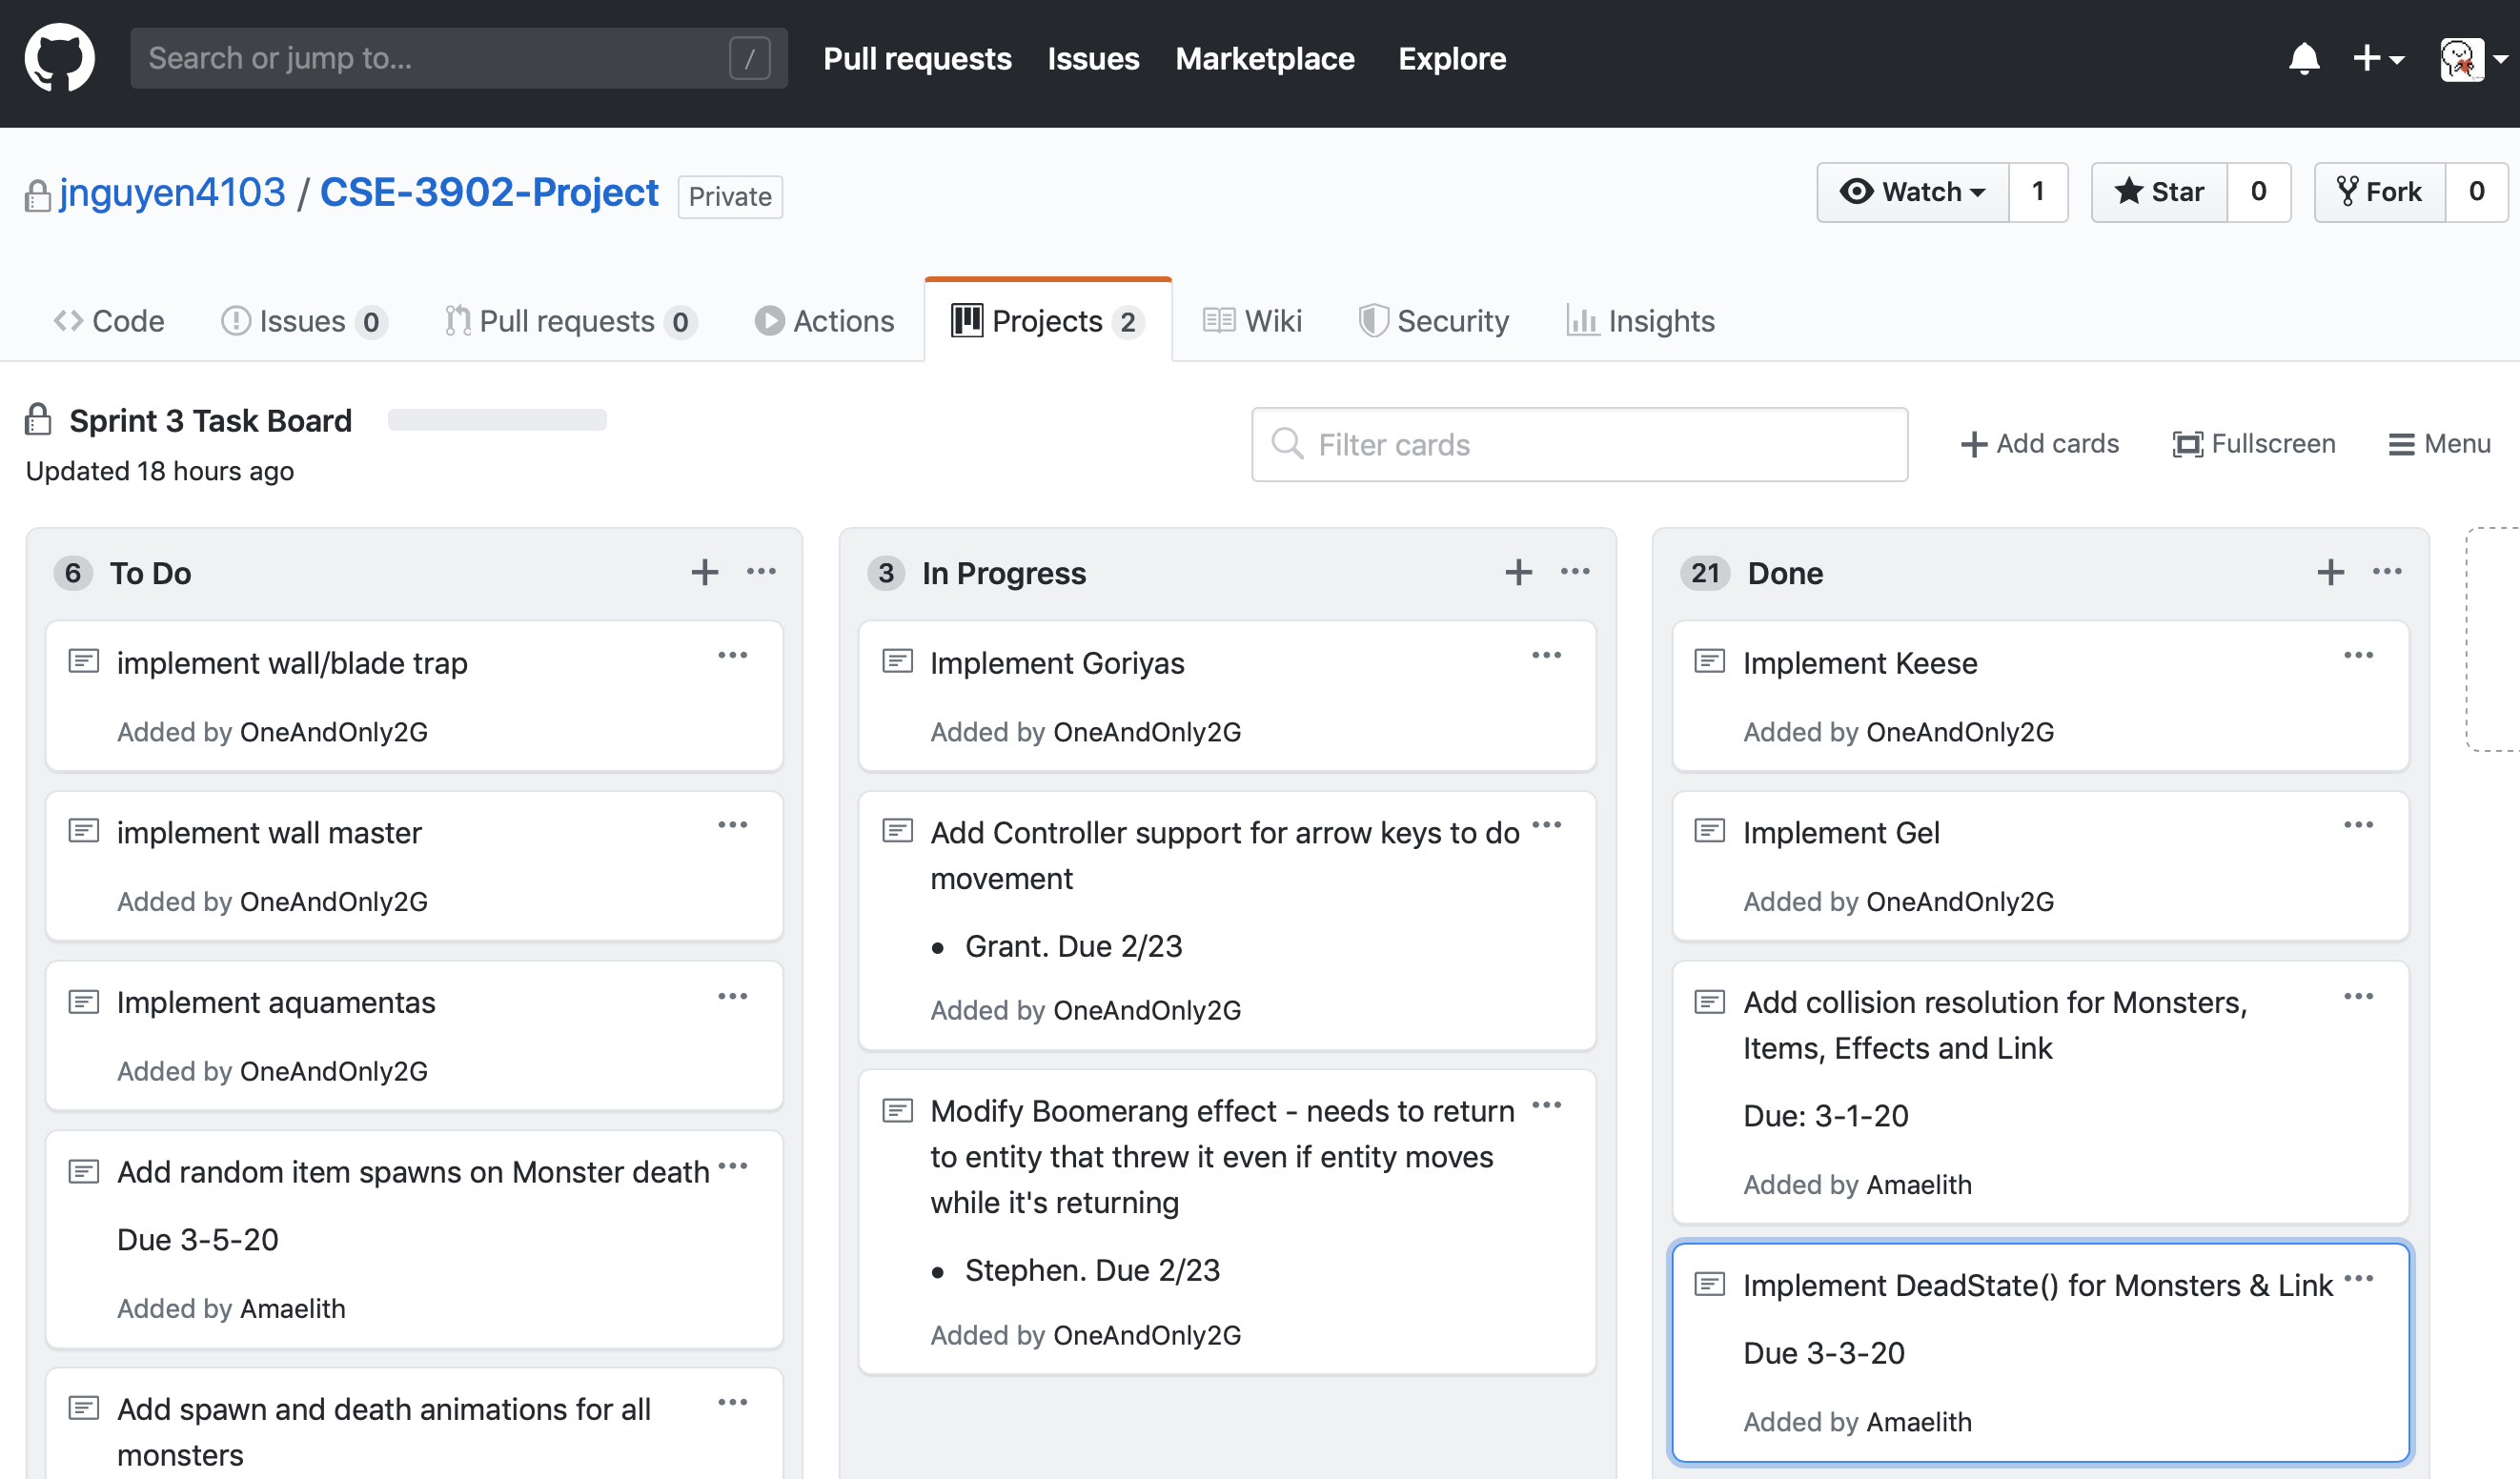 Search or jump to... /
Pull requests Issues Marketplace Explore
jnguyen4103 / CSE-3902-Project Private
Watch 1 Star 0 Fork 0
Code Issues 0 Pull requests 0 Actions Projects 2 Wiki Security Insights
Sprint 3 Task Board
Updated 18 hours ago
Filter cards
Add cards Fullscreen Menu
6 To Do
implement wall/blade trap
Added by OneAndOnly2G
implement wall master
Added by OneAndOnly2G
Implement aquamentas
Added by OneAndOnly2G
Add random item spawns on Monster death
Due 3-5-20
Added by Amaelith
Add spawn and death animations for all
monsters
3 In Progress
Implement Goriyas
Added by OneAndOnly2G
Add Controller support for arrow keys to do
movement
• Grant. Due 2/23
Added by OneAndOnly2G
Modify Boomerang effect - needs to return
to entity that threw it even if entity moves
while it's returning
• Stephen. Due 2/23
Added by OneAndOnly2G
21 Done
Implement Keese
Added by OneAndOnly2G
Implement Gel
Added by OneAndOnly2G
Add collision resolution for Monsters,
Items, Effects and Link
Due: 3-1-20
Added by Amaelith
Implement DeadState() for Monsters & Link
Due 3-3-20
Added by Amaelith